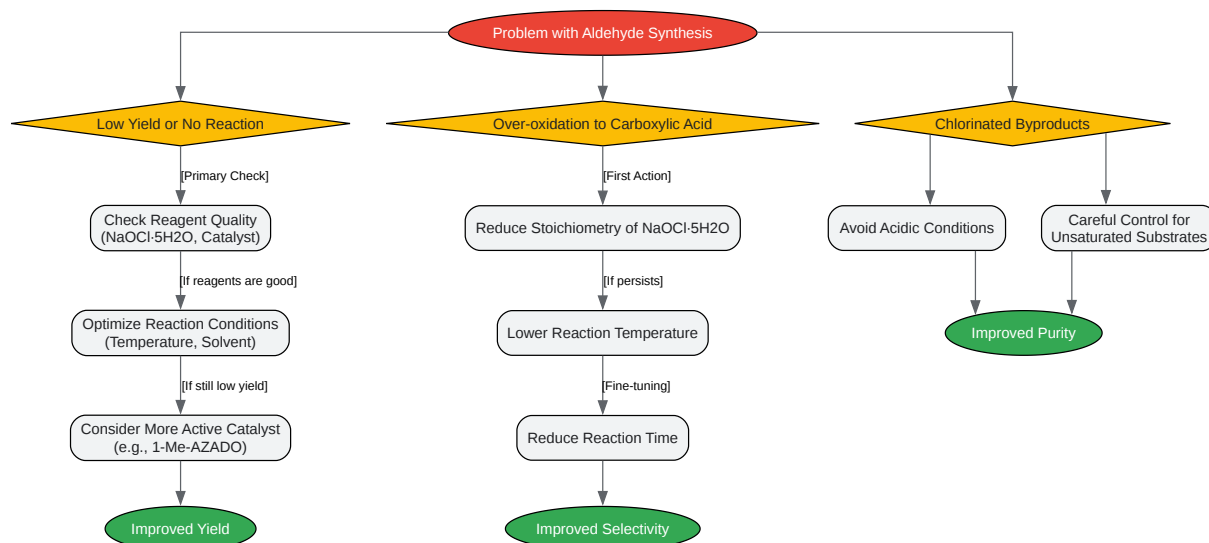 Problem with Aldehyde Synthesis
Low Yield or No Reaction
Over-oxidation to Carboxylic Acid
Chlorinated Byproducts
[Primary Check]
[First Action]
Check Reagent Quality
(NaOCl·5H2O, Catalyst)
Reduce Stoichiometry of NaOCl·5H2O
Avoid Acidic Conditions
Careful Control for
Unsaturated Substrates
[If reagents are good]
[If persists]
Optimize Reaction Conditions
(Temperature, Solvent)
Lower Reaction Temperature
Improved Purity
[If still low yield]
[Fine-tuning]
Consider More Active Catalyst
(e.g., 1-Me-AZADO)
Reduce Reaction Time
Improved Yield
Improved Selectivity